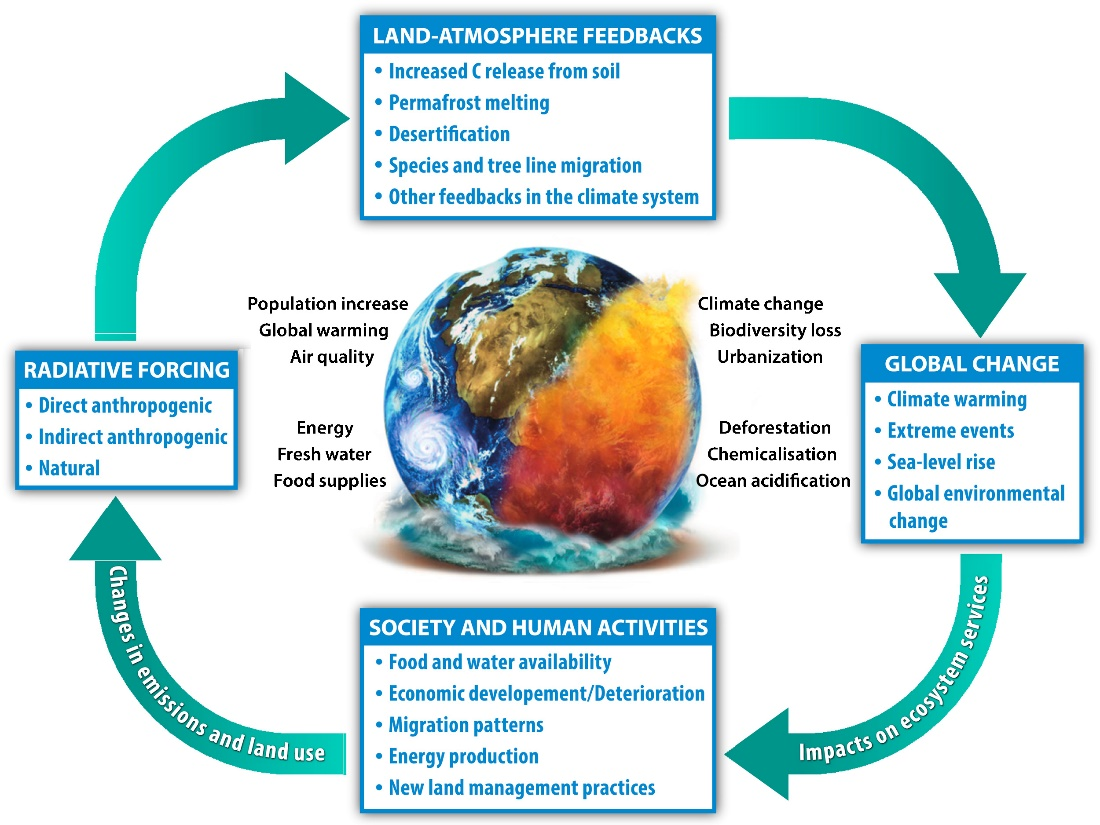 LAND-ATMOSPHERE FEEDBACKS
• Increased C release from soil
• Permafrost melting
• Desertification
• Species and tree line migration
• Other feedbacks in the climate system
Population increase
Global warming
Air quality
Climate change
Biodiversity loss
Urbanization
RADIATIVE FORCING
• Direct anthropogenic
• Indirect anthropogenic
• Natural
GLOBAL CHANGE
• Climate warming
• Extreme events
• Sea-level rise
• Global environmental
change
Energy
Fresh water
Food supplies
Deforestation
Chemicalisation
Ocean acidification
Changes in emissions and land use
SOCIETY AND HUMAN ACTIVITIES
• Food and water availability
• Economic developement/Deterioration
• Migration patterns
• Energy production
• New land management practices
Impacts on ecosystem services